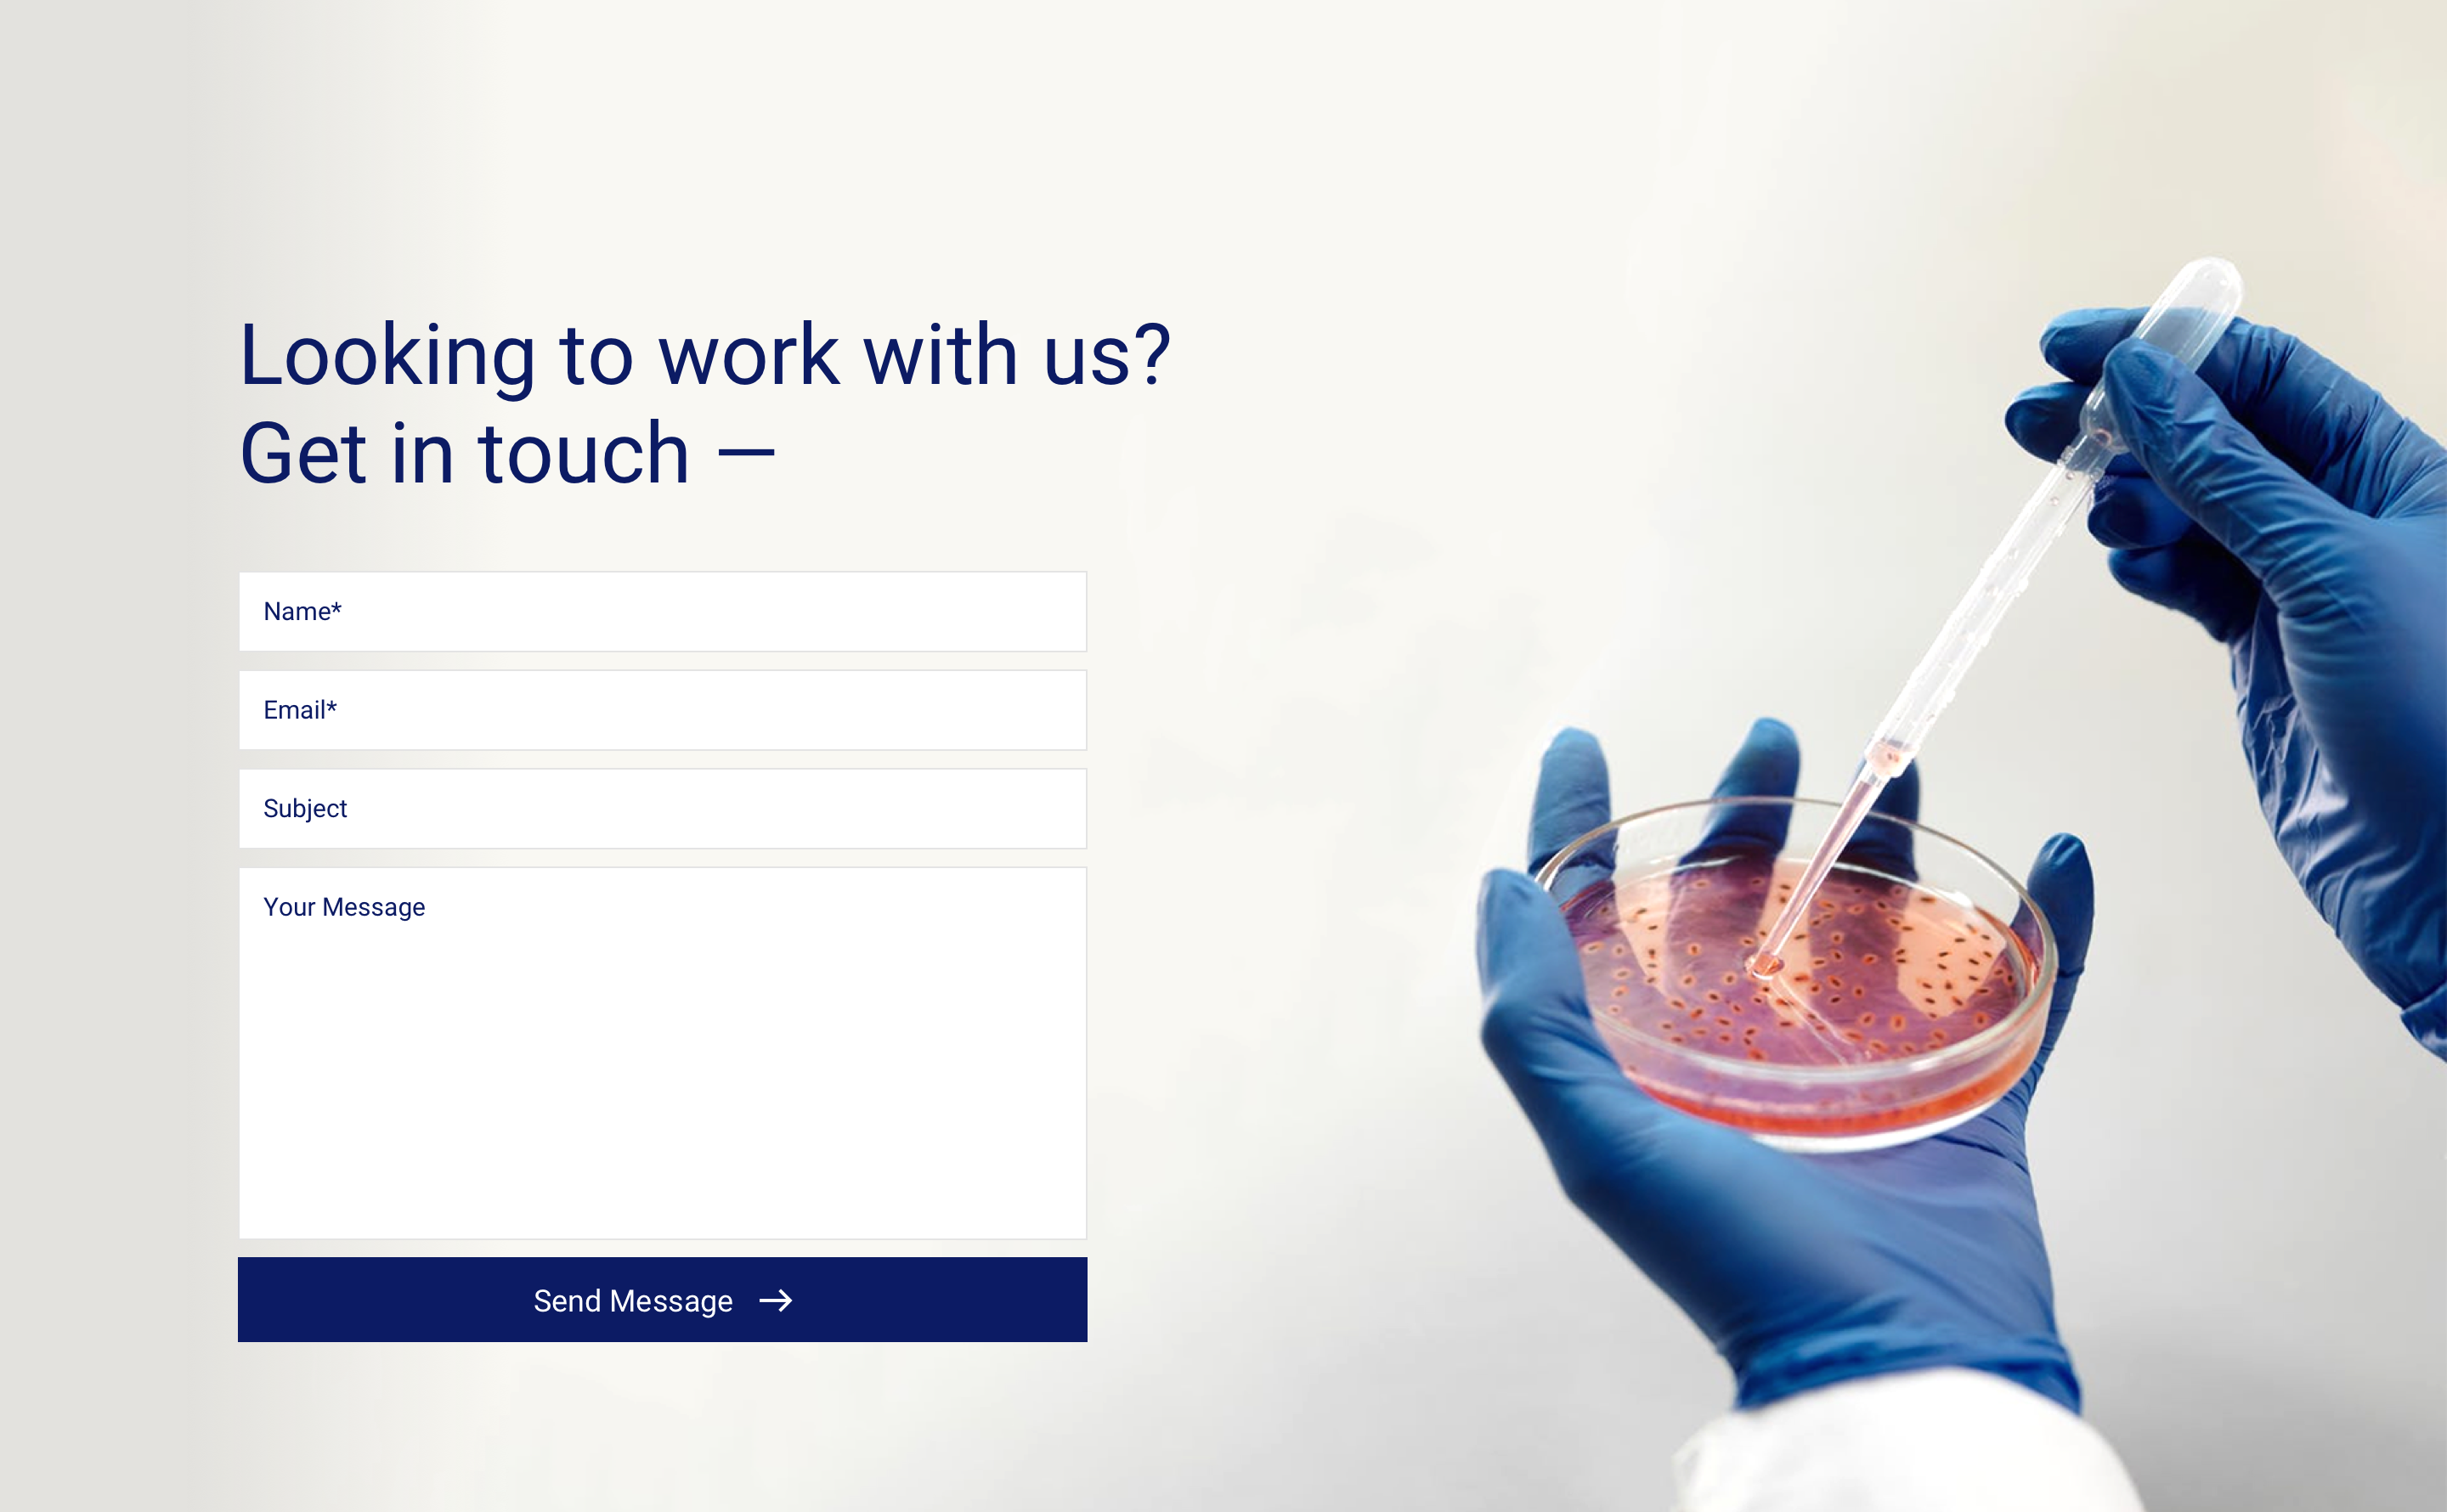 Looking to work with us?
Get in touch —
Name*
Email*
Subject
Your Message
Send Message →